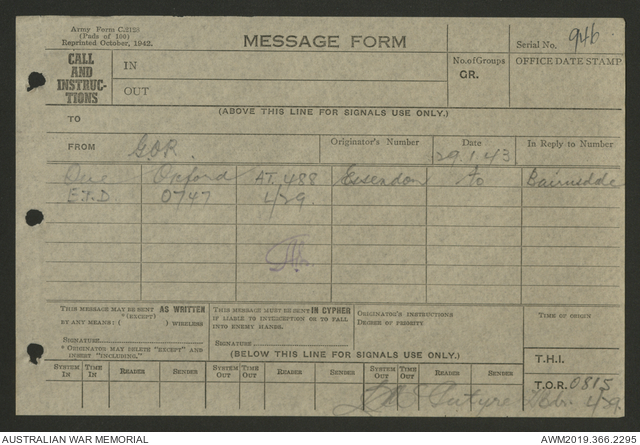 Army Form C.2128
(Pads of 100)
Reprinted October, 1942.
MESSAGE FORM
Serial No. 946
CALL AND INSTRUC-TIONS
IN
OUT
No. of Groups
GR.
OFFICE DATE STAMP
(ABOVE THIS LINE FOR SIGNALS USE ONLY.)
TO
FROM G.O.R.
Originator's Number
Date
29.1.43
In Reply to Number
One Oxford AT.488 Essendon to Bairnsdale
0747 L/29.
THIS MESSAGE MAY BE SENT AS WRITTEN
*(EXCEPT)
BY ANY MEANS: ( ) WIRELESS
SIGNATURE
* ORIGINATOR MAY DELETE "EXCEPT" AND INSERT "INCLUDING."
THIS MESSAGE MUST BE SENT IN CYPHER
IF LIABLE TO INTERCEPTION OR TO FALL INTO ENEMY HANDS.
SIGNATURE
ORIGINATOR'S INSTRUCTIONS
DEGREE OF PRIORITY
TIME OF ORIGIN
(BELOW THIS LINE FOR SIGNALS USE ONLY.)
T.H.I.
SYSTEM IN TIME IN READER SENDER SYSTEM OUT TIME OUT READER SENDER SYSTEM OUT TIME OUT READER SENDER
T.O.R. 0815
L/29
AUSTRALIAN WAR MEMORIAL
AWM2019.366.2295